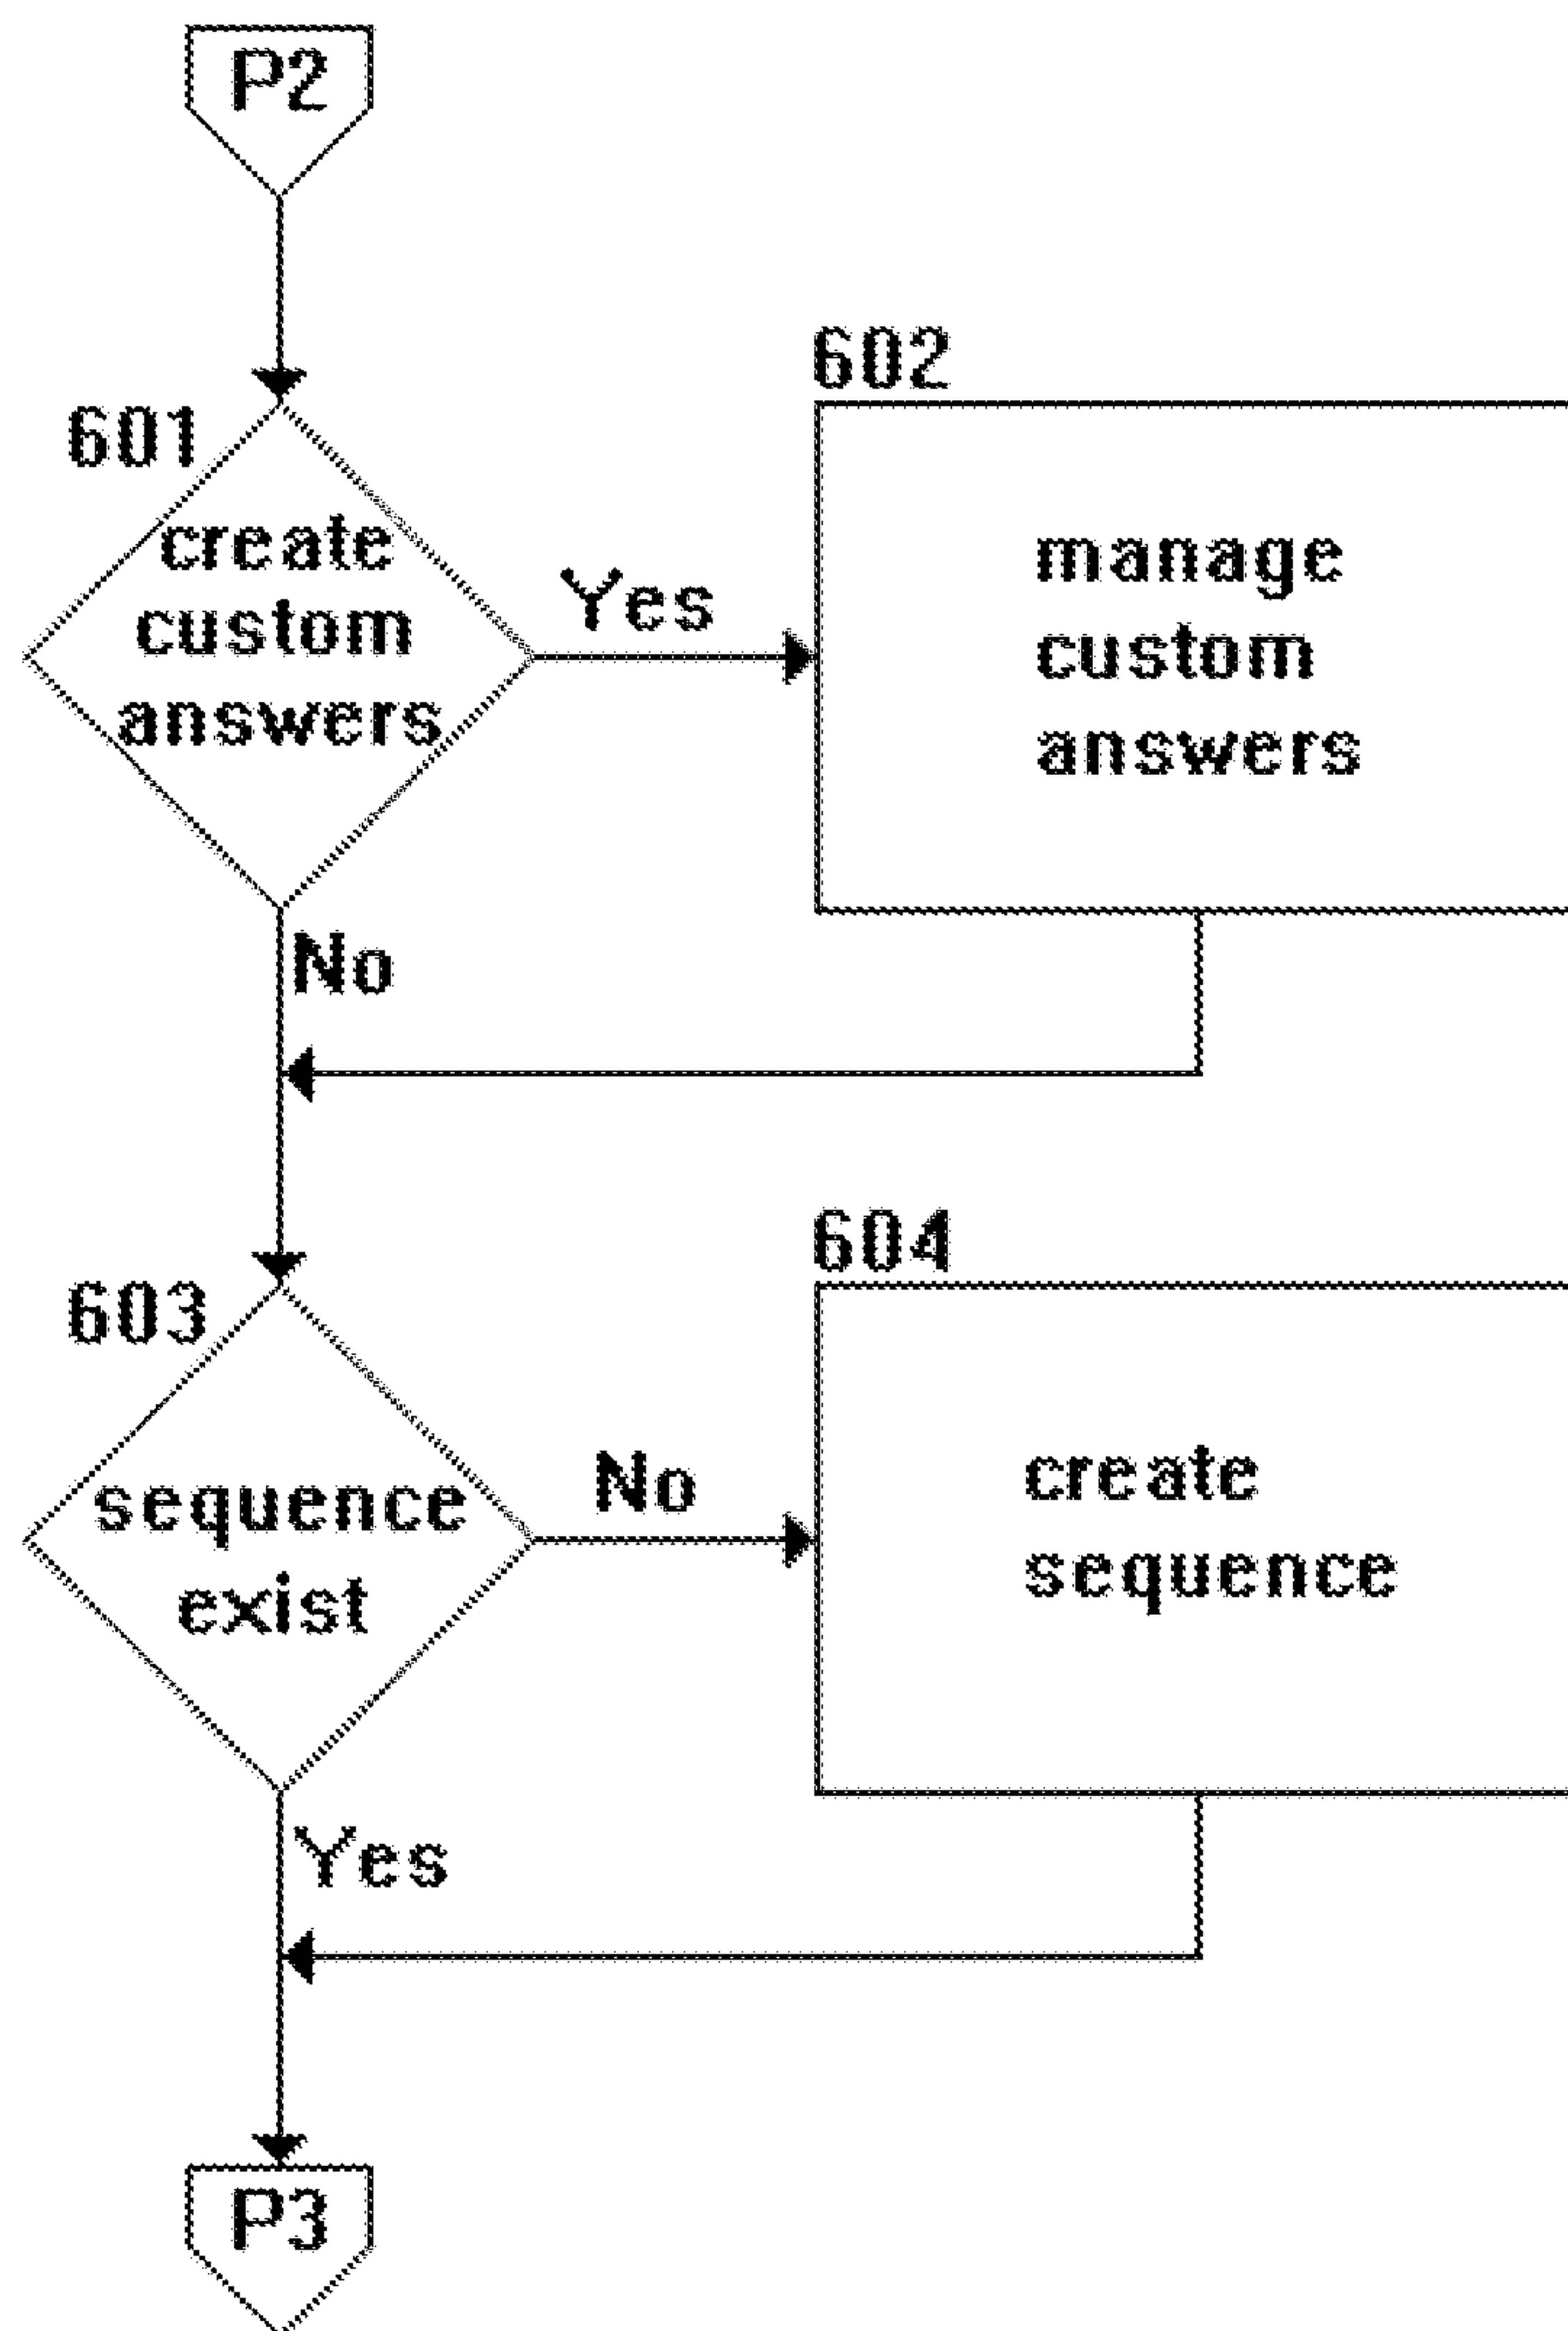 P2
601
create
custom
answers
Yes
602
manage
custom
answers
No
603
sequence
exist
No
604
create
sequence
Yes
P3